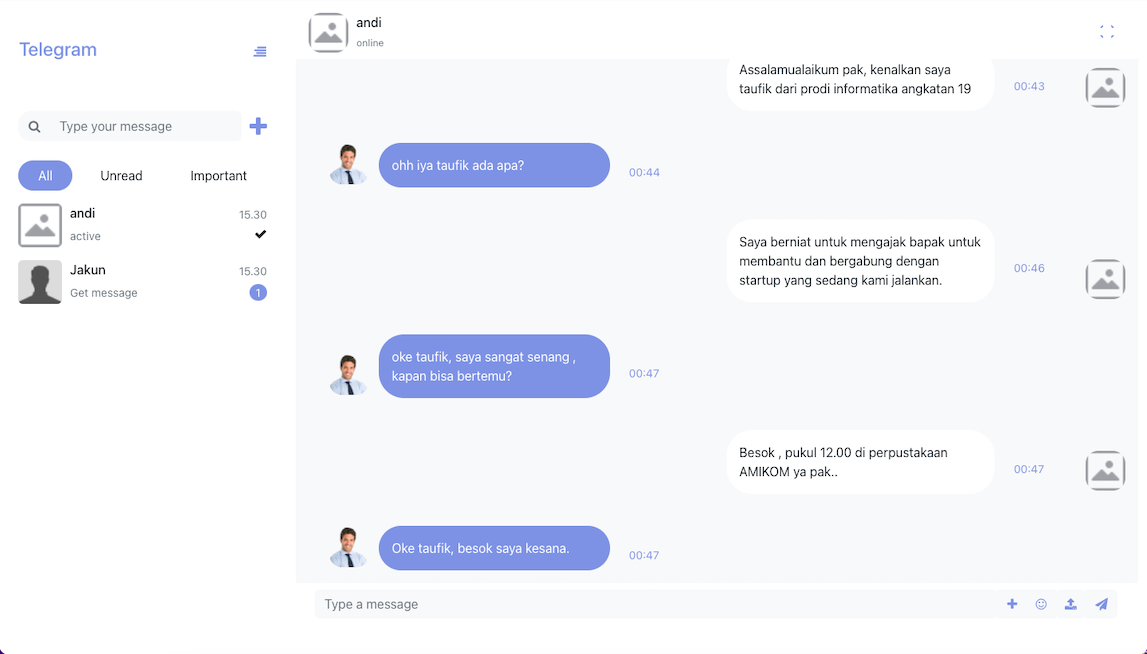 Telegram
Type your message
All
Unread
Important
andi
15.30
active
Jakun
15.30
Get message
1
andi
online
Assalamualaikum pak, kenalkan saya
taufik dari prodi informatika angkatan 19
00:43
ohh iya taufik ada apa?
00:44
Saya berniat untuk mengajak bapak untuk
membantu dan bergabung dengan
startup yang sedang kami jalankan.
00:46
oke taufik, saya sangat senang ,
kapan bisa bertemu?
00:47
Besok , pukul 12.00 di perpustakaan
AMIKOM ya pak..
00:47
Oke taufik, besok saya kesana.
00:47
Type a message